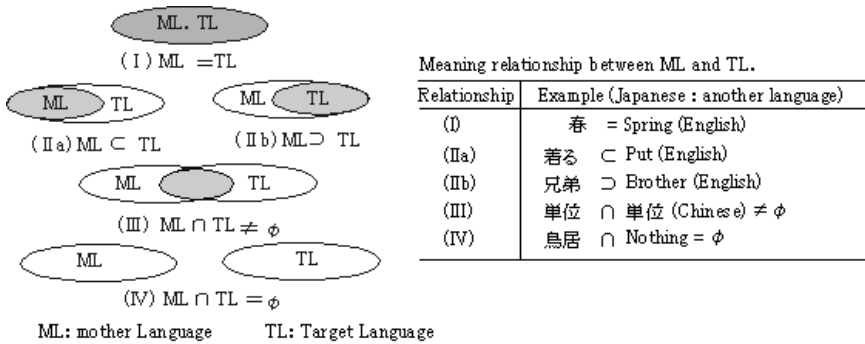 ML. TL
(I) ML =TL
ML TL ML TL
(IIa) ML ⊂ TL (IIb) ML⊃ TL
ML TL
(III) ML ∩ TL ≠ φ
ML TL
(IV) ML ∩ TL = φ
ML: mother Language TL: Target Language
Meaning relationship between ML and TL.
Relationship Example (Japanese : another language)
(I) 春 = Spring (English)
(IIa) 着る ⊂ Put (English)
(IIb) 兄弟 ⊃ Brother (English)
(III) 単位 ∩ 単位 (Chinese) ≠ φ
(IV) 鳥居 ∩ Nothing = φ